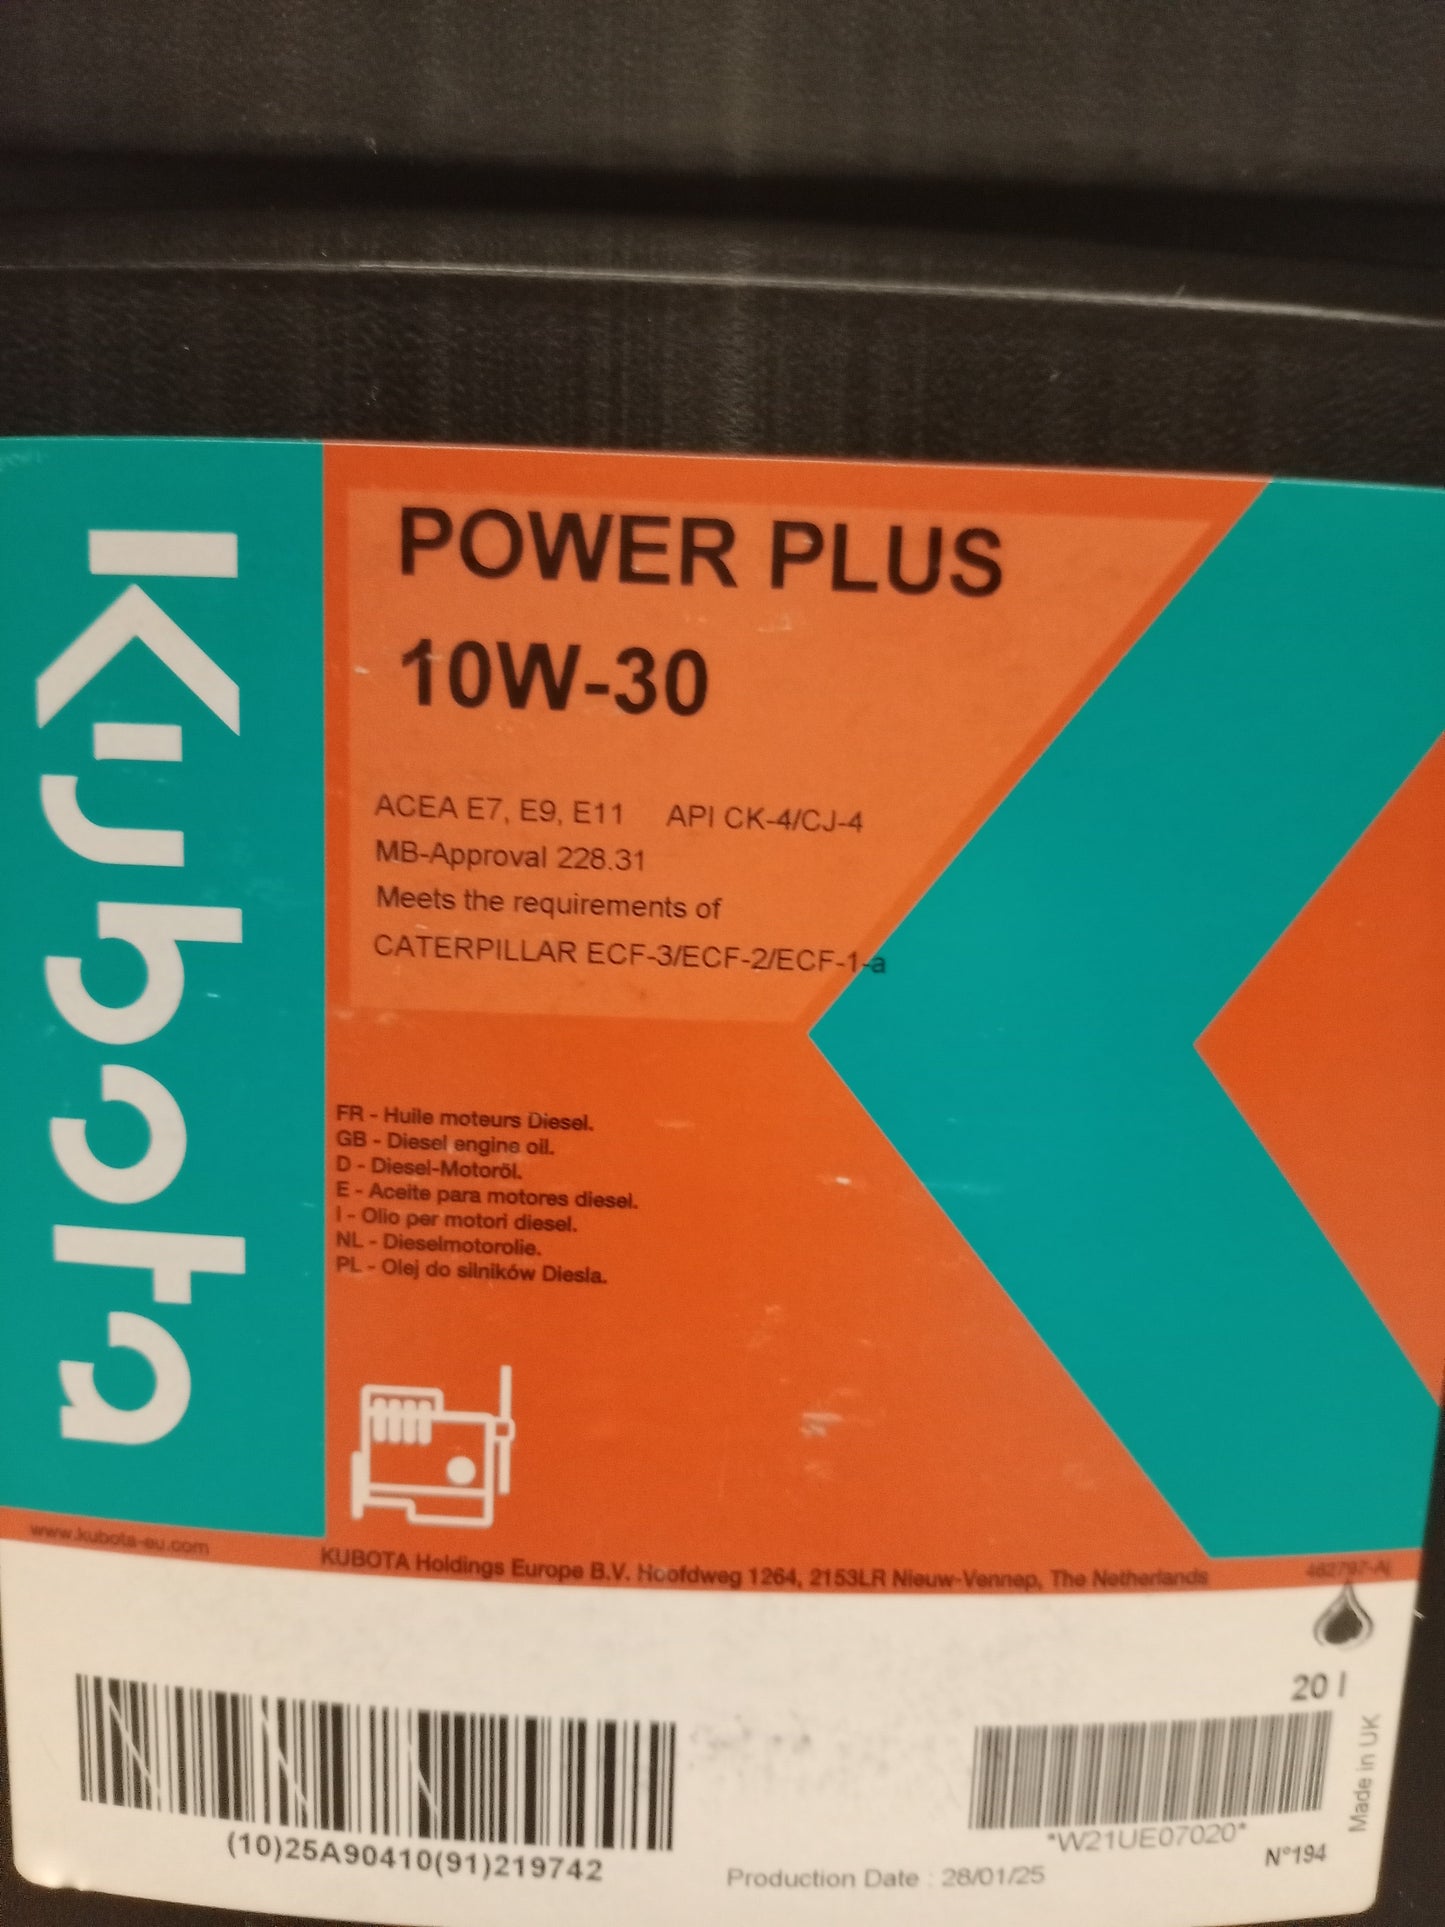 Kubota
POWER PLUS
10W-30
ACEA E7, E9, E11 API CK-4/CJ-4
MB-Approval 228.31
Meets the requirements of
CATERPILLAR ECF-3/ECF-2/ECF-1-a
FR - Huile moteurs Diesel.
GB - Diesel engine oil.
D - Diesel-Motoröl.
E - Aceite para motores diesel.
I - Olio per motori diesel.
NL - Dieselmotorolie.
PL - Olej do silników Diesla.
www.kubota-eu.com
KUBOTA Holdings Europe B.V. Hoofdweg 1264, 2153LR Nieuw-Vennep, The Netherlands
20 l
Made in UK
(10)25A90410(91)219742
*W21UE07020*
N°194
Production Date : 28/01/25